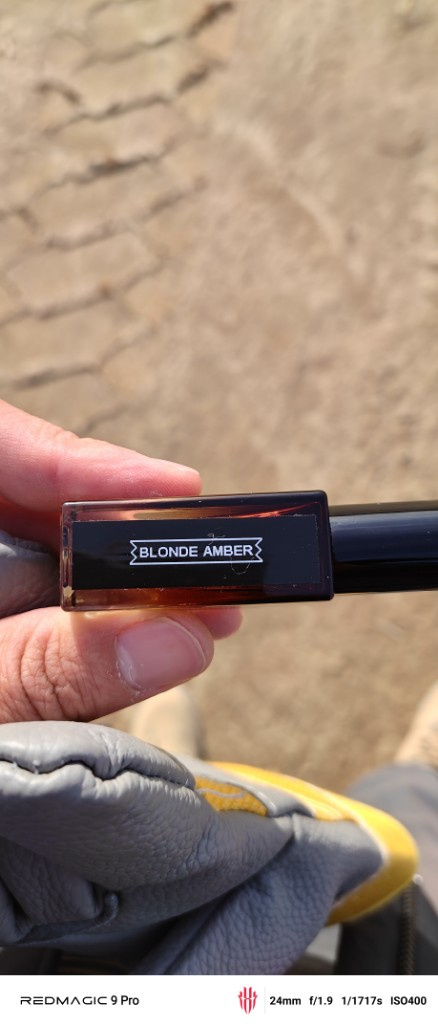 BLONDE AMBER
REDMAGIC 9 Pro
24mm f/1.9 1/1717s ISO400